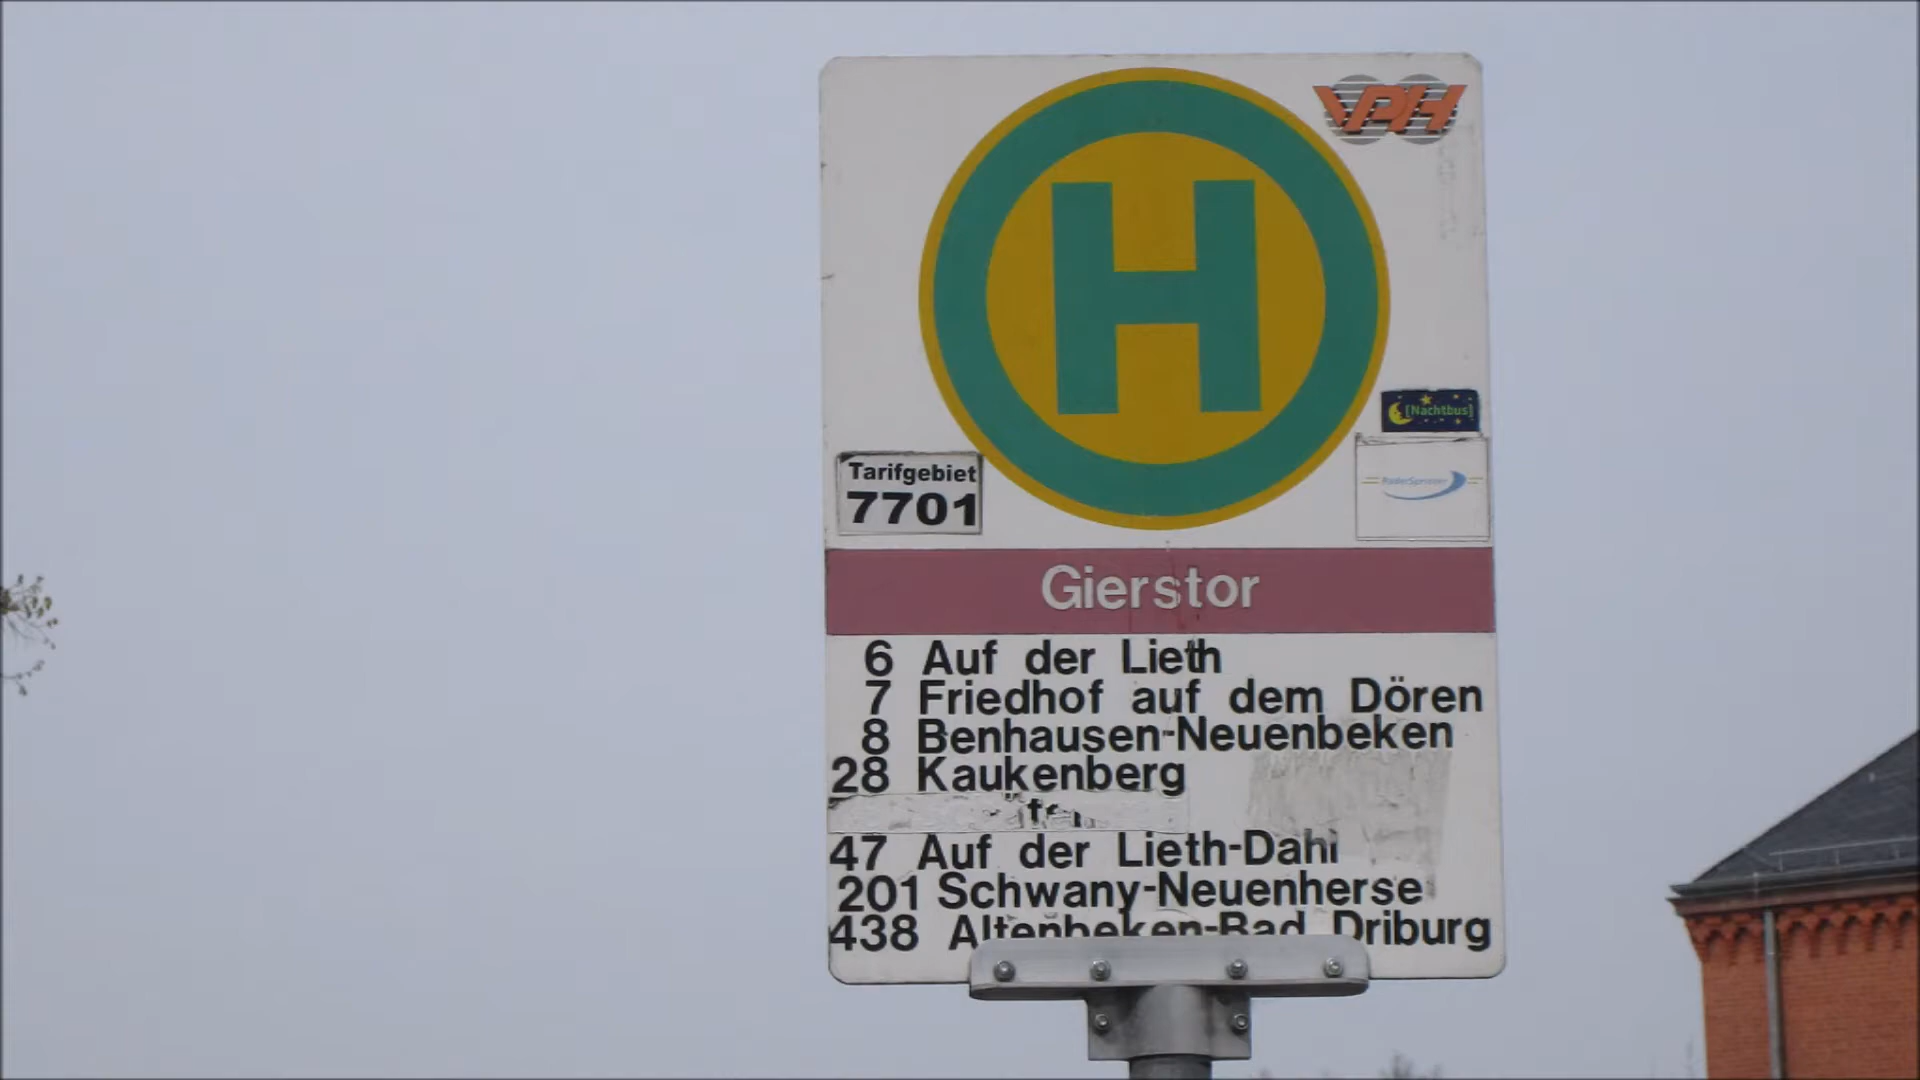 VPH
H
[Nachtbus]
Tarifgebiet
7701
PaderSprinter
Gierstor
6 Auf der Lieth
7 Friedhof auf dem Dören
8 Benhausen-Neuenbeken
28 Kaukenberg
47 Auf der Lieth-Dahl
201 Schwany-Neuenherse
438 Altenbeken-Bad Driburg